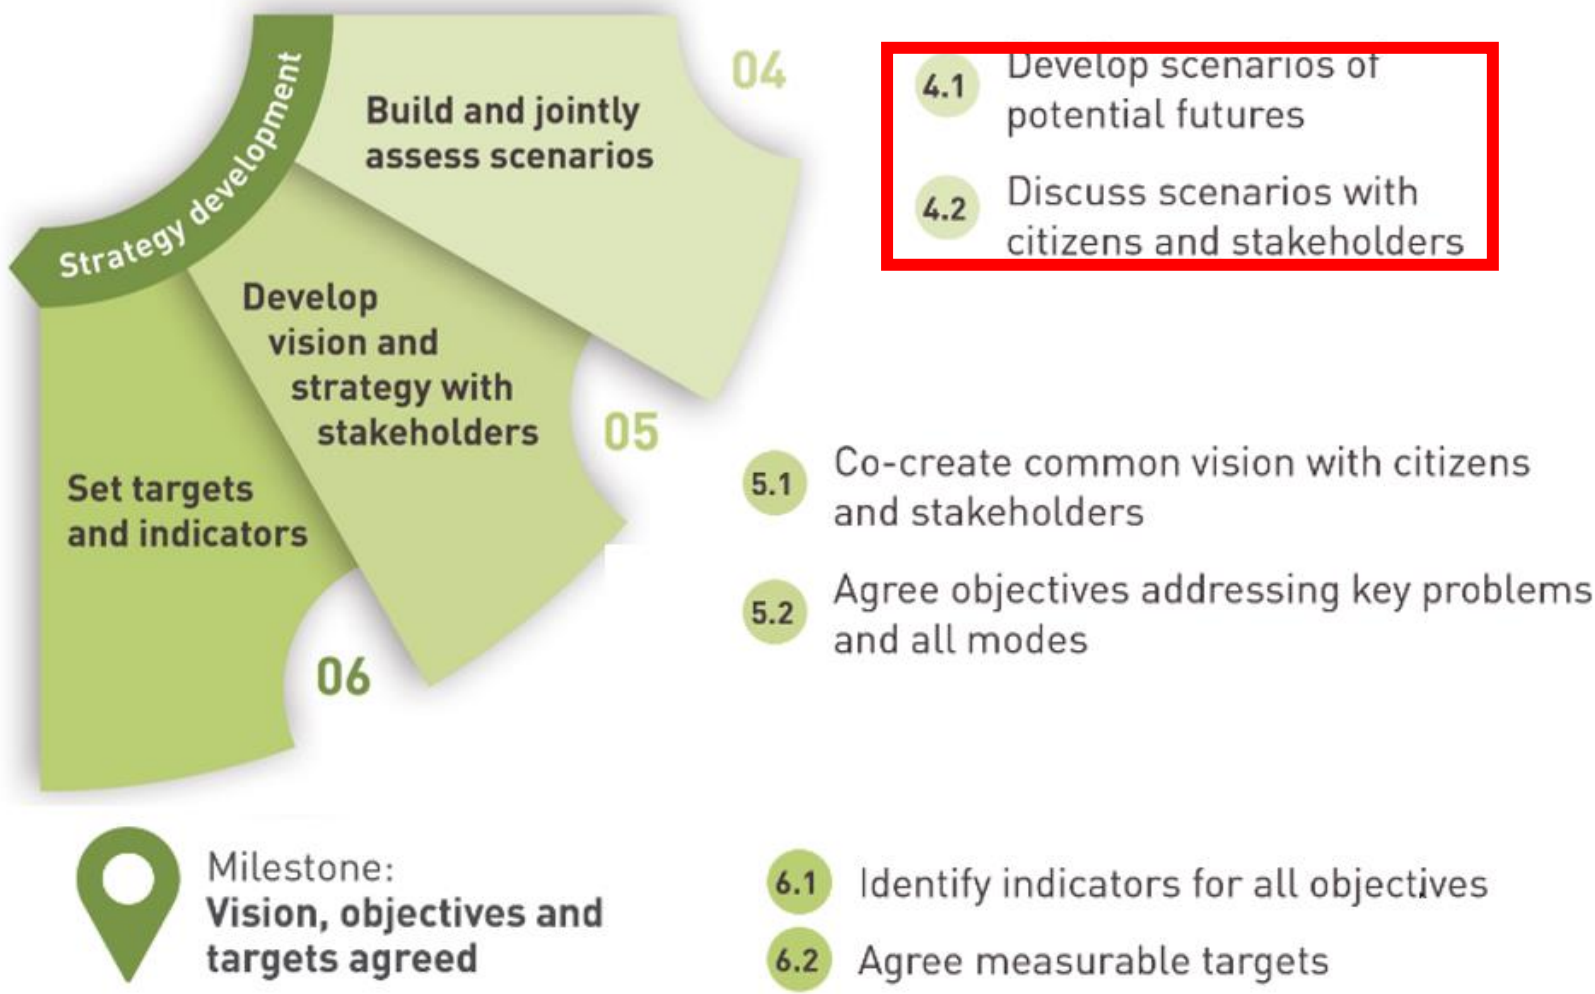 Strategy development
Build and jointly
assess scenarios
04
4.1
Develop scenarios of
potential futures
4.2
Discuss scenarios with
citizens and stakeholders
Develop
vision and
strategy with
stakeholders
05
5.1
Co-create common vision with citizens
and stakeholders
5.2
Agree objectives addressing key problems
and all modes
Set targets
and indicators
06
Milestone:
Vision, objectives and
targets agreed
6.1
Identify indicators for all objectives
6.2
Agree measurable targets